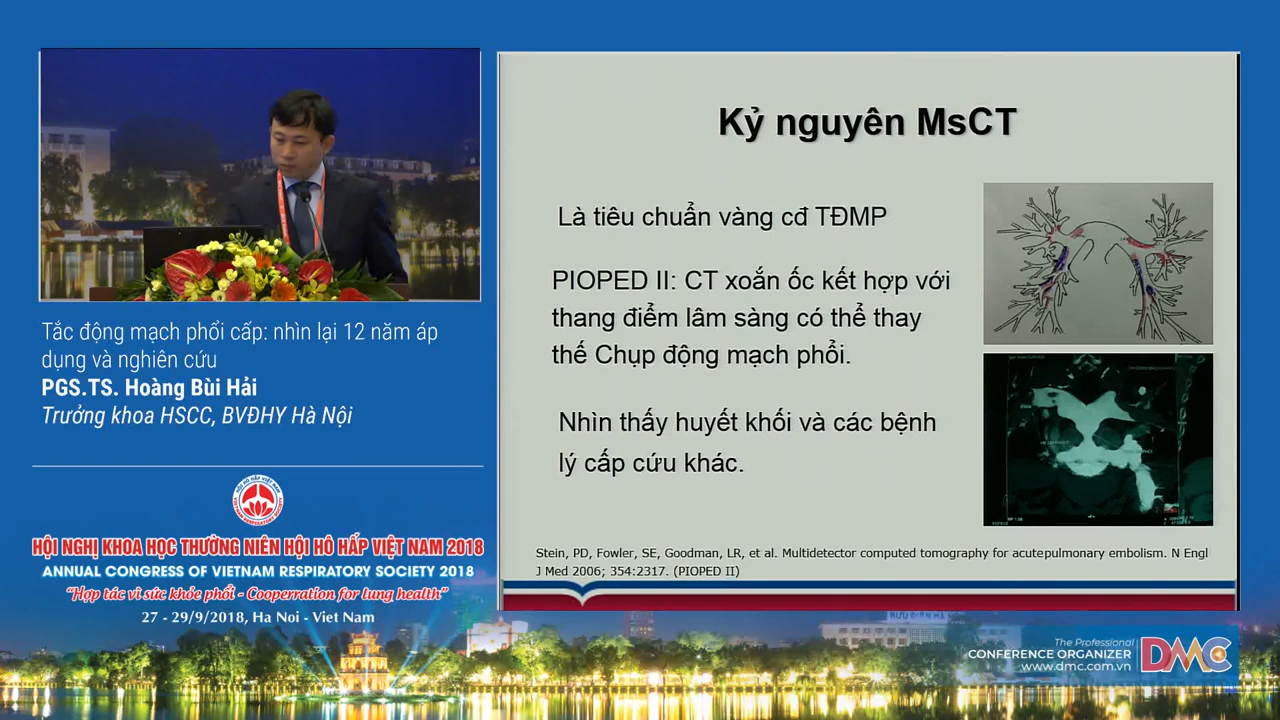 Tắc động mạch phổi cấp: nhìn lại 12 năm áp
dụng và nghiên cứu
PGS.TS. Hoàng Bùi Hải
Trưởng khoa HSCC, BVĐHY Hà Nội
HỘI HÔ HẤP VIỆT NAM
HỘI NGHỊ KHOA HỌC THƯỜNG NIÊN HỘI HÔ HẤP VIỆT NAM 2018
ANNUAL CONGRESS OF VIETNAM RESPIRATORY SOCIETY 2018
"Hợp tác vì sức khỏe phổi - Cooperration for lung health"
27 - 29/9/2018, Ha Noi - Viet Nam
Kỷ nguyên MsCT
Là tiêu chuẩn vàng cđ TĐMP
PIOPED II: CT xoắn ốc kết hợp với
thang điểm lâm sàng có thể thay
thế Chụp động mạch phổi.
Nhìn thấy huyết khối và các bệnh
lý cấp cứu khác.
Stein, PD, Fowler, SE, Goodman, LR, et al. Multidetector computed tomography for acutepulmonary embolism. N Engl
J Med 2006; 354:2317. (PIOPED II)
The Professional
CONFERENCE ORGANIZER
www.dmc.com.vn
DMC